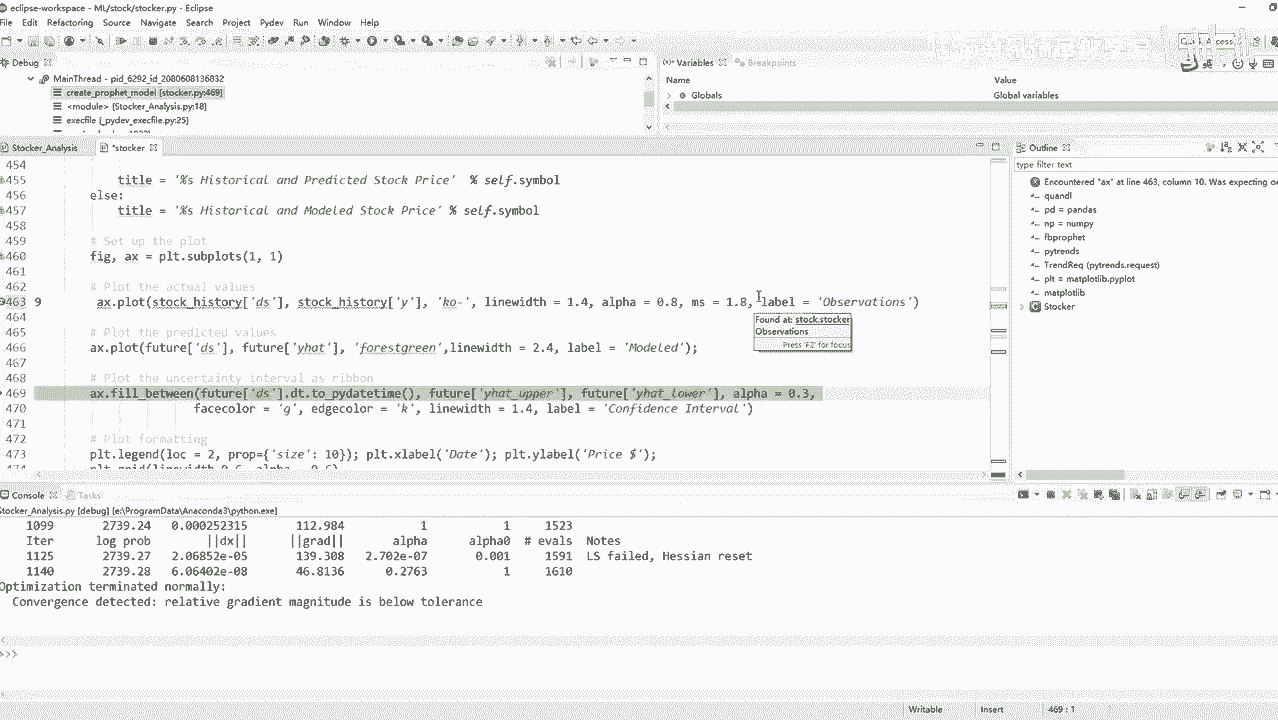 eclipse-workspace - ML/stock/stocker.py - Eclipse
File Edit Refactoring Source Navigate Search Project Pydev Run Window Help
Debug
MainThread - pid_6292_id_2080608136832
create_prophet_model [stocker.py:469]
<module> [Stocker_Analysis.py:18]
execfile [_pydev_execfile.py:25]
(x)= Variables Breakpoints
Name Value
Globals Global variables
Stocker_Analysis *stocker
454
455 title = '%s Historical and Predicted Stock Price' % self.symbol
456 else:
457 title = '%s Historical and Modeled Stock Price' % self.symbol
458
459 # Set up the plot
460 fig, ax = plt.subplots(1, 1)
461
462 # Plot the actual values
463 9 ax.plot(stock_history['ds'], stock_history['y'], 'ko-', linewidth = 1.4, alpha = 0.8, ms = 1.8, label = 'Observations')
464
465 # Plot the predicted values
466 ax.plot(future['ds'], future['yhat'], 'forestgreen',linewidth = 2.4, label = 'Modeled');
467
468 # Plot the uncertainty interval as ribbon
469 ax.fill_between(future['ds'].dt.to_pydatetime(), future['yhat_upper'], future['yhat_lower'], alpha = 0.3,
470 facecolor = 'g', edgecolor = 'k', linewidth = 1.4, label = 'Confidence Interval')
471
472 # Plot formatting
473 plt.legend(loc = 2, prop={'size': 10}); plt.xlabel('Date'); plt.ylabel('Price $');
Found at: stock.stocker
Observations
Press 'F2' for focus
Outline
type filter text
Encountered "ax" at line 463, column 10. Was expecting
quandl
pd = pandas
np = numpy
fbprophet
pytrends
TrendReq (pytrends.request)
plt = matplotlib.pyplot
matplotlib
Stocker
Console Tasks
Stocker_Analysis.py [debug] [e:\ProgramData\Anaconda3\python.exe]
1099 2739.24 0.000252315 112.984 1 1 1523
Iter log prob ||dx|| ||grad|| alpha alpha0 # evals Notes
1125 2739.27 2.06852e-05 139.308 2.702e-07 0.001 1591 LS failed, Hessian reset
1140 2739.28 6.06402e-08 46.8136 0.2763 1 1610
Optimization terminated normally:
Convergence detected: relative gradient magnitude is below tolerance
>>>
Writable Insert 469 : 1